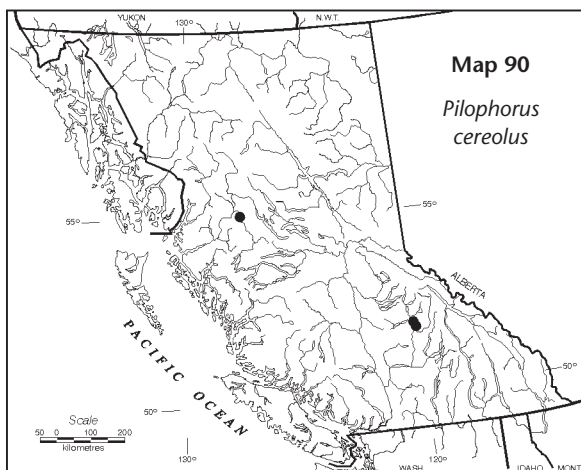 YUKON
130°
N.W.T.
Map 90
Pilophorus
cereolus
55°
55°
ALBERTA
PACIFIC OCEAN
50°
50°
Scale
50 0 100 200
kilometres
130°
120°
WASH
IDAHO
MONT